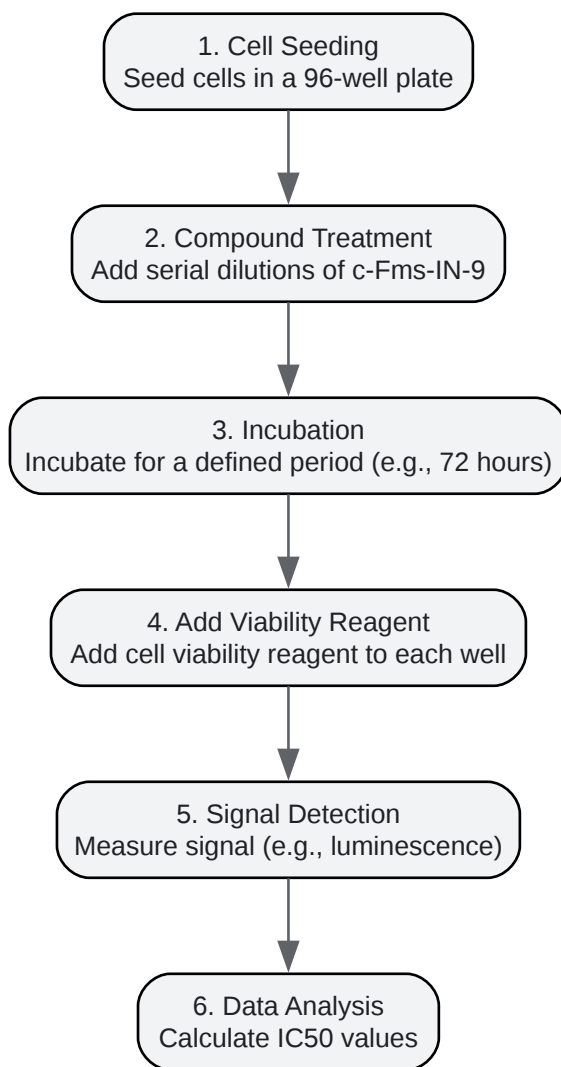 1. Cell Seeding
Seed cells in a 96-well plate
2. Compound Treatment
Add serial dilutions of c-Fms-IN-9
3. Incubation
Incubate for a defined period (e.g., 72 hours)
4. Add Viability Reagent
Add cell viability reagent to each well
5. Signal Detection
Measure signal (e.g., luminescence)
6. Data Analysis
Calculate IC50 values